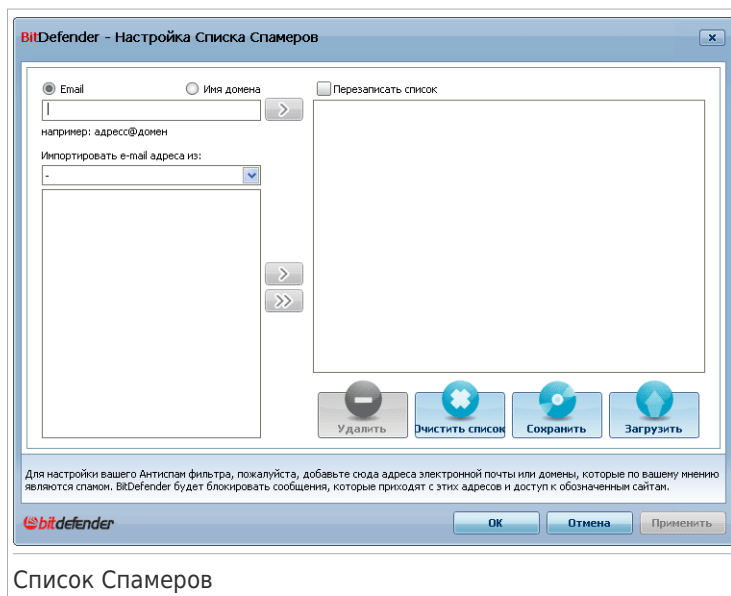 BitDefender - Настройка Списка Спамеров
Email
Имя домена
например: адресс@домен
Импортировать e-mail адреса из:
-
Перезаписать список
Удалить
Очистить список
Сохранить
Загрузить
Для настройки вашего Антиспам фильтра, пожалуйста, добавьте сюда адреса электронной почты или домены, которые по вашему мнению
являются спамом. BitDefender будет блокировать сообщения, которые приходят с этих адресов и доступ к обозначенным сайтам.
bitdefender
OK
Отмена
Применить
Список Спамеров